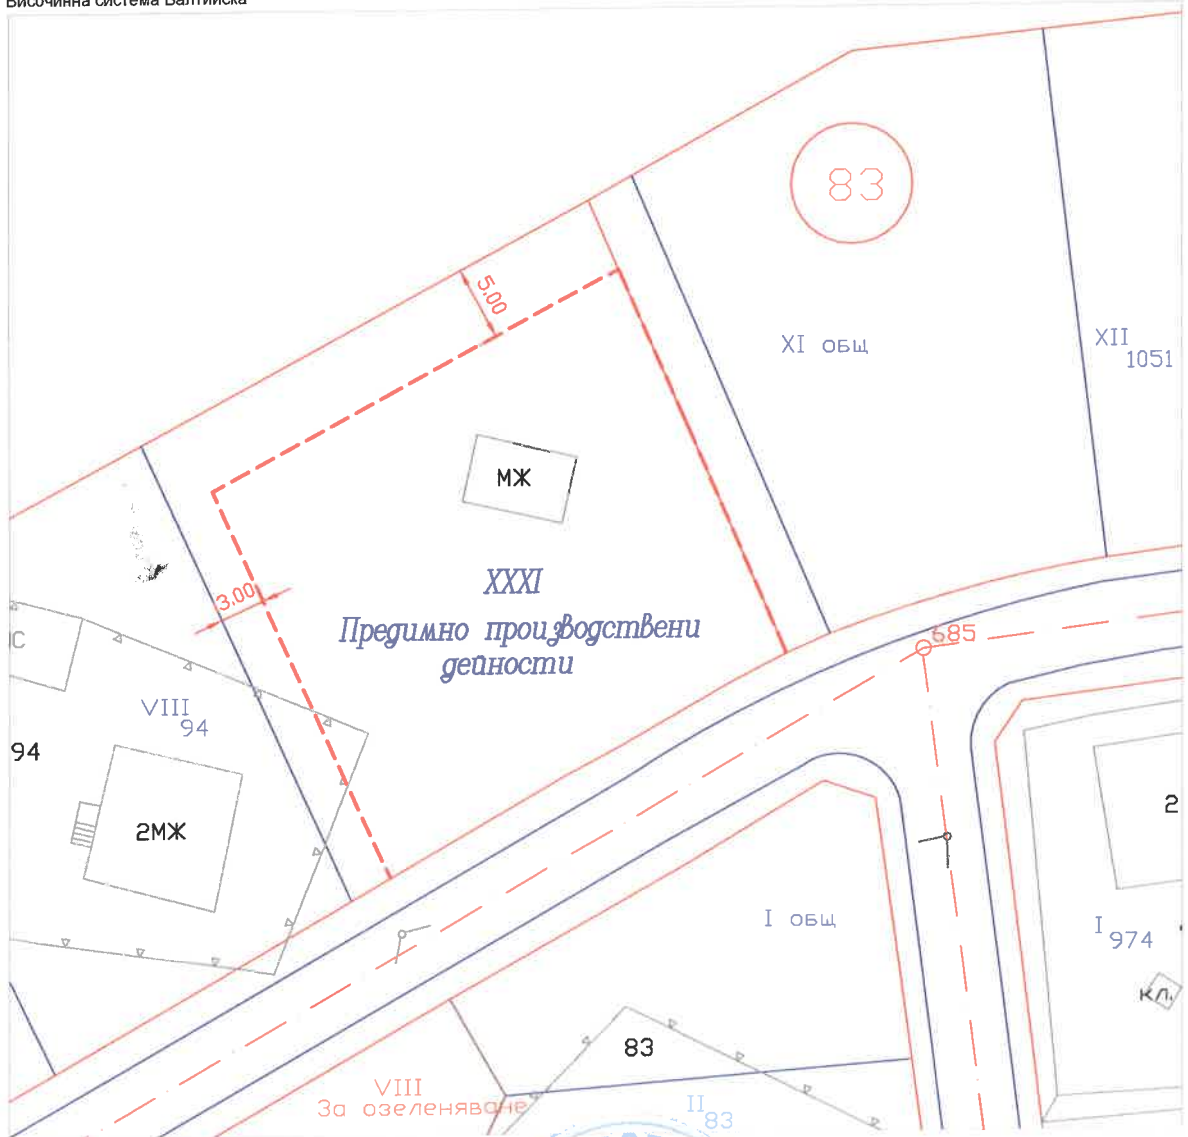 Височинна система Балтийска
83
5,00
XI общ
XII
1051
МЖ
3,00
XXXI
Предимно производствени
дейности
685
VIII
94
94
2МЖ
2
I общ
I 974
кл.
83
VIII
За озеленяване
II
83